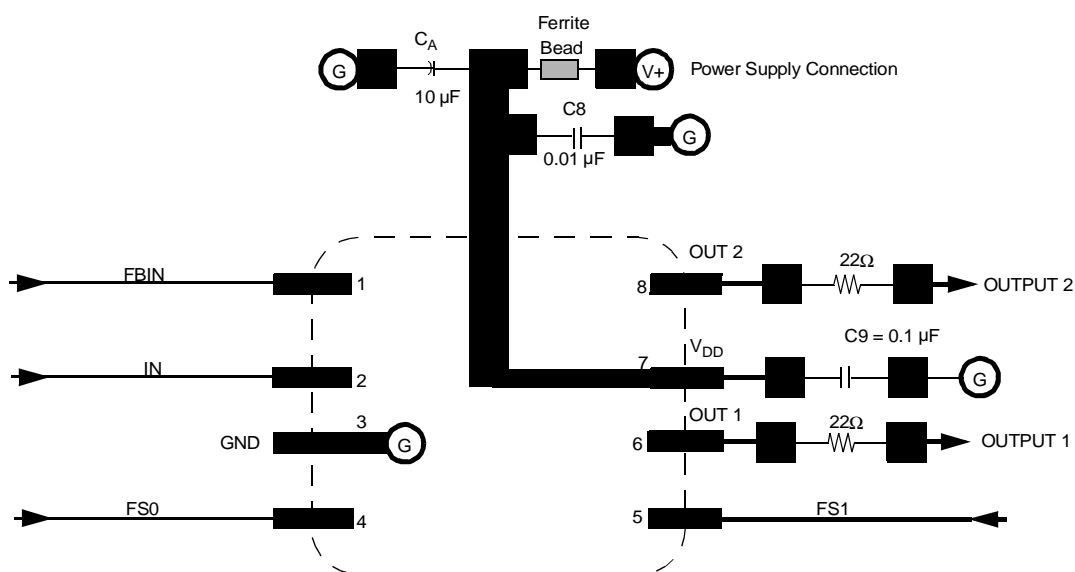 Ferrite
Bead
C_A
G
V+
Power Supply Connection
10 µF
C8
G
0.01 µF
FBIN
1
OUT 2
8
22Ω
OUTPUT 2
IN
2
7
V_DD
C9 = 0.1 µF
G
GND
3
G
OUT 1
6
22Ω
OUTPUT 1
FS0
4
5
FS1